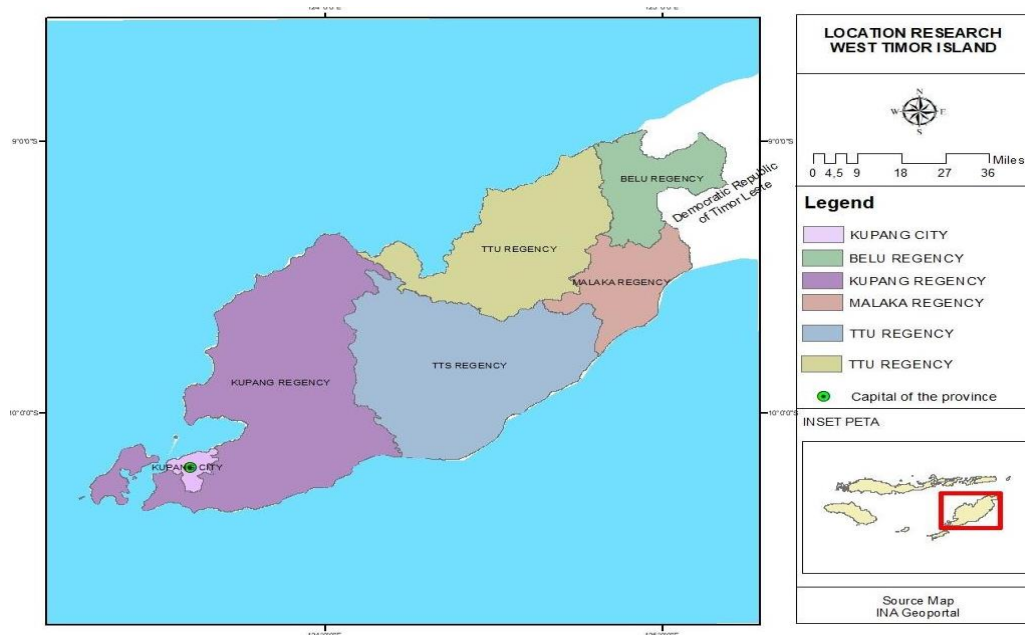 LOCATION RESEARCH
WEST TIMOR ISLAND
N
W E
S
Miles
0 4,5 9 18 27 36
Legend
KUPANG CITY
BELU REGENCY
KUPANG REGENCY
MALAKA REGENCY
TTU REGENCY
TTU REGENCY
Capital of the province
INSET PETA
Source Map
INA Geoportal
9°0'0"S
9°0'0"S
BELU REGENCY
Democratic Republic
of Timor Leste
TTU REGENCY
MALAKA REGENCY
TTS REGENCY
KUPANG REGENCY
10°0'0"S
KUPANG CITY